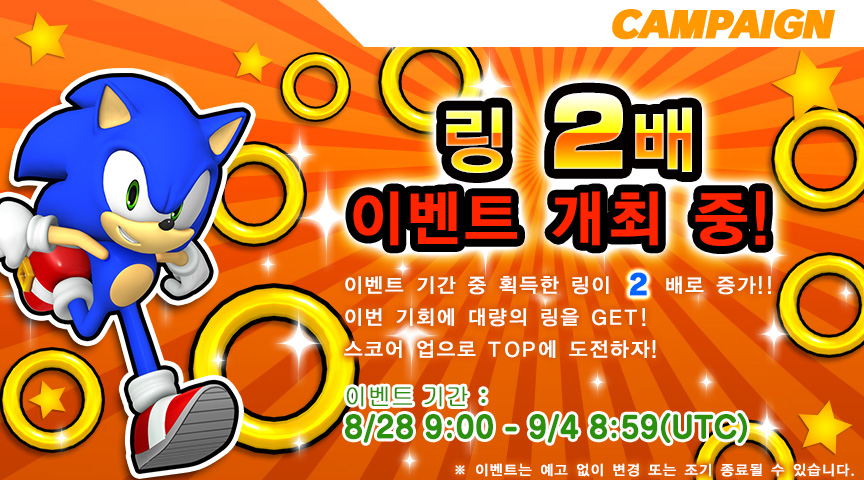 CAMPAIGN
링 2배
이벤트 개최 중!
이벤트 기간 중 획득한 링이 2 배로 증가!!
이번 기회에 대량의 링을 GET!
스코어 업으로 TOP에 도전하자!
이벤트 기간 :
8/28 9:00 - 9/4 8:59(UTC)
※ 이벤트는 예고 없이 변경 또는 조기 종료될 수 있습니다.